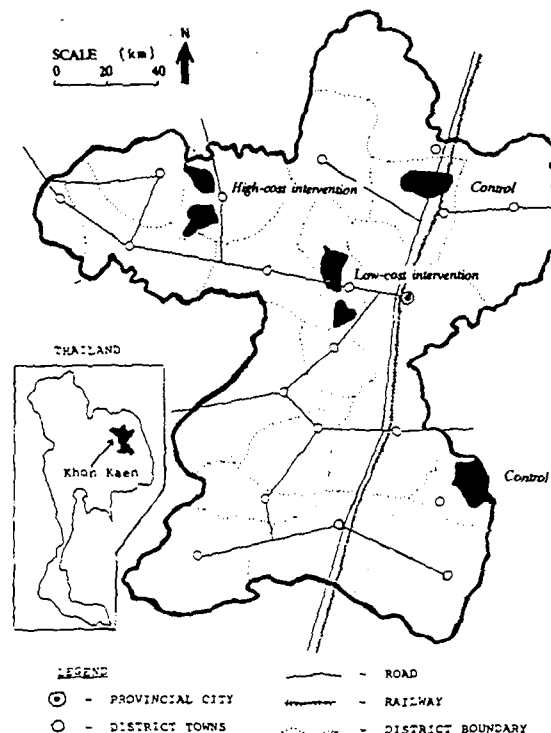 N
SCALE (km)
0 20 40
High-cost intervention
Control
Low-cost intervention
THAILAND
Khon Kaen
Control
LEGEND
- PROVINCIAL CITY
- DISTRICT TOWNS
- ROAD
- RAILWAY
- DISTRICT BOUNDARY